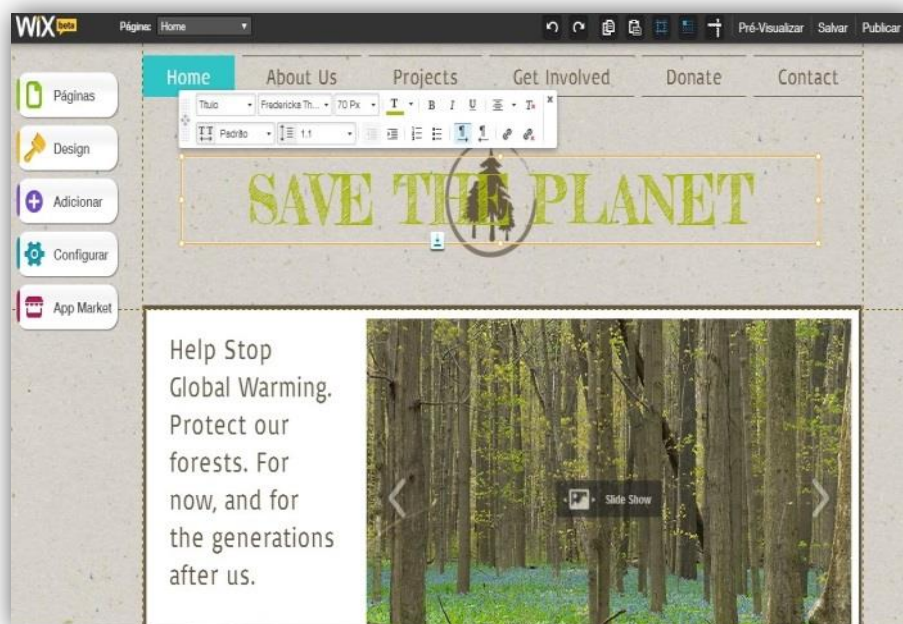 WiX beta Página: Home Pré-Visualizar Salvar Publicar
Home About Us Projects Get Involved Donate Contact
Páginas
Design
Adicionar
Configurar
App Market
Título Fredericka Th... 70 Px T B I U Tx x
TT Padrão 1.1
SAVE THE PLANET
Help Stop
Global Warming.
Protect our
forests. For
now, and for
the generations
after us.
Slide Show